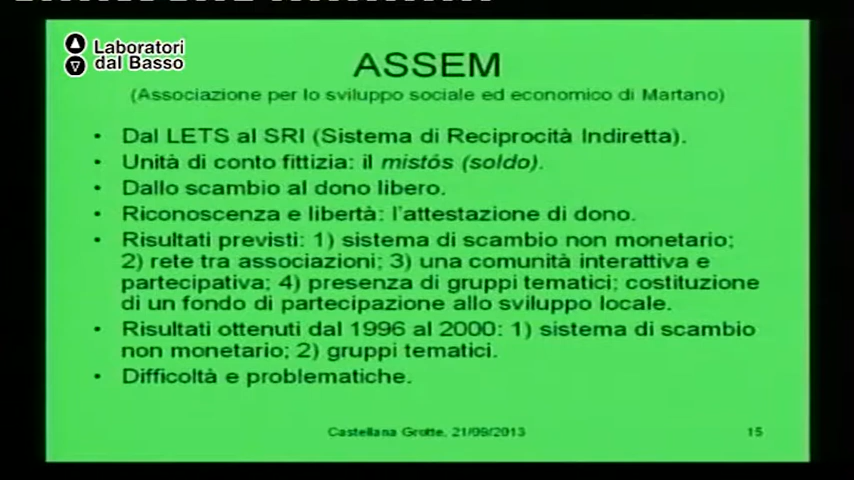 Laboratori
dal Basso
ASSEM
(Associazione per lo sviluppo sociale ed economico di Martano)
• Dal LETS al SRI (Sistema di Reciprocità Indiretta).
• Unità di conto fittizia: il mistós (soldo).
• Dallo scambio al dono libero.
• Riconoscenza e libertà: l'attestazione di dono.
• Risultati previsti: 1) sistema di scambio non monetario;
2) rete tra associazioni; 3) una comunità interattiva e
partecipativa; 4) presenza di gruppi tematici; costituzione
di un fondo di partecipazione allo sviluppo locale.
• Risultati ottenuti dal 1996 al 2000: 1) sistema di scambio
non monetario; 2) gruppi tematici.
• Difficoltà e problematiche.
Castellana Grotte, 21/09/2013
15